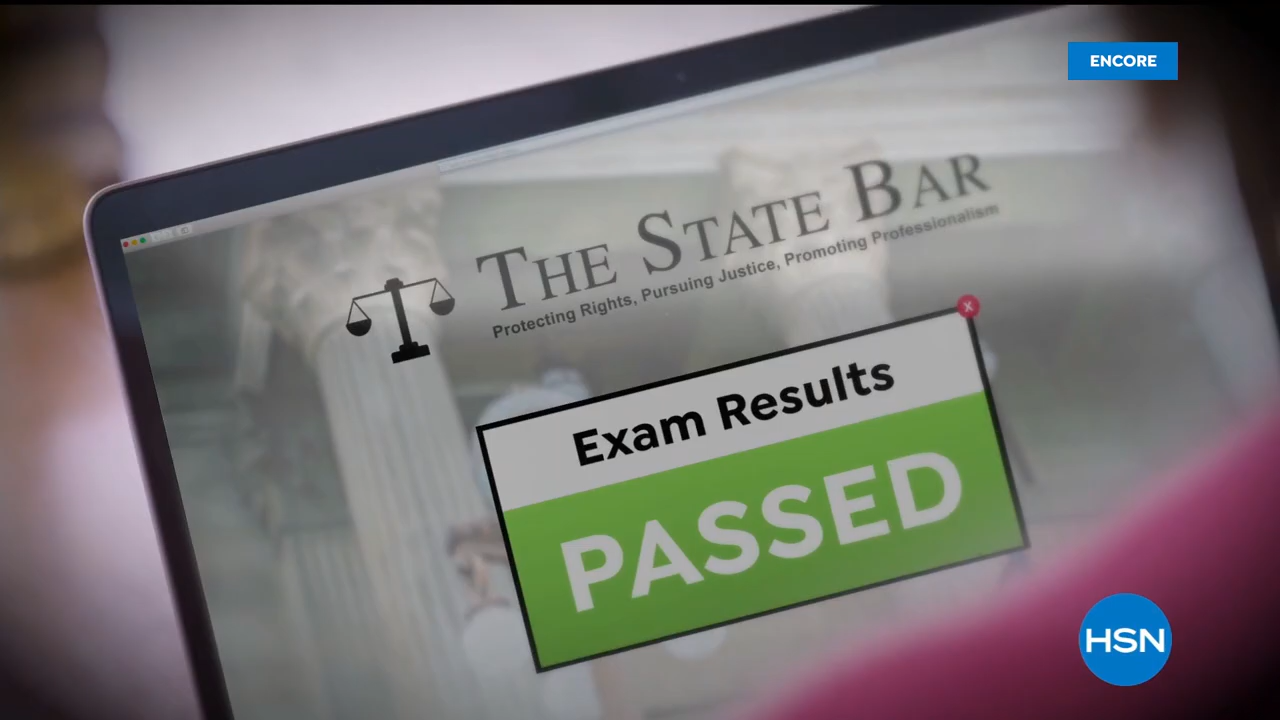 ENCORE
THE STATE BAR
Protecting Rights, Pursuing Justice, Promoting Professionalism
X
Exam Results
PASSED
HSN